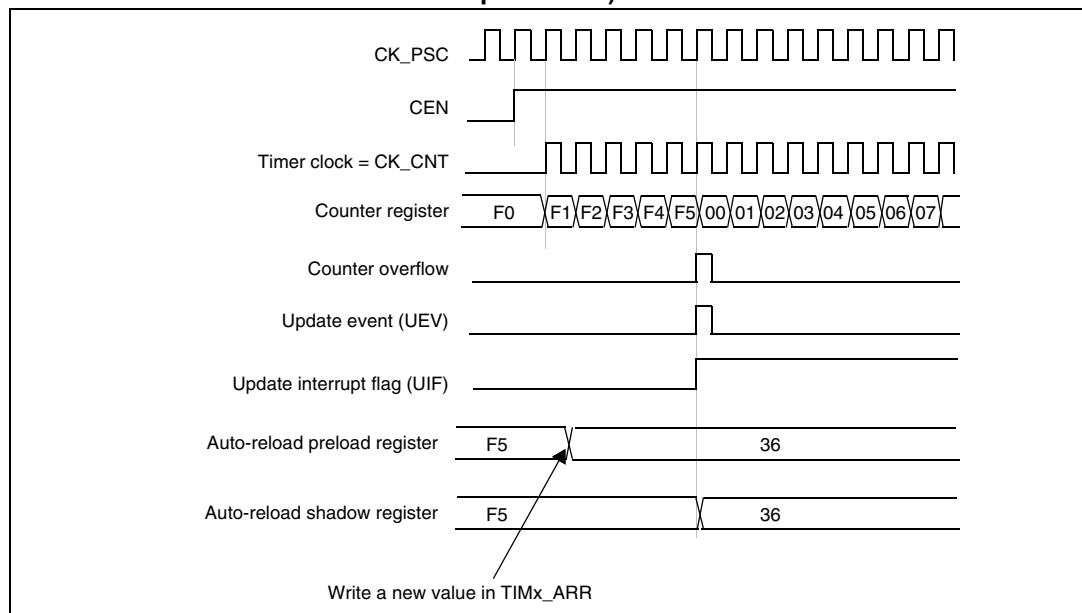 CK_PSC
CEN
Timer clock = CK_CNT
Counter register F0 F1 F2 F3 F4 F5 00 01 02 03 04 05 06 07
Counter overflow
Update event (UEV)
Update interrupt flag (UIF)
Auto-reload preload register F5 36
Auto-reload shadow register F5 36
Write a new value in TIMx_ARR